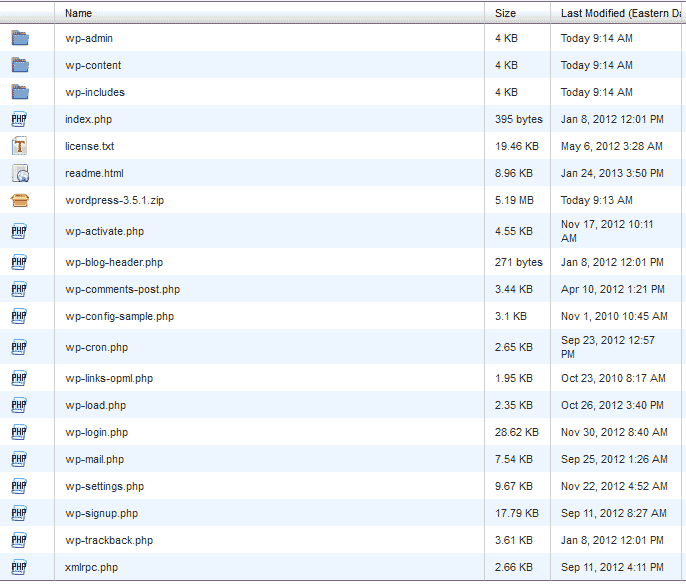 Name Size Last Modified (Eastern Da
wp-admin 4 KB Today 9:14 AM
wp-content 4 KB Today 9:14 AM
wp-includes 4 KB Today 9:14 AM
PHP index.php 395 bytes Jan 8, 2012 12:01 PM
T license.txt 19.46 KB May 6, 2012 3:28 AM
readme.html 8.96 KB Jan 24, 2013 3:50 PM
wordpress-3.5.1.zip 5.19 MB Today 9:13 AM
PHP wp-activate.php 4.55 KB Nov 17, 2012 10:11
AM
PHP wp-blog-header.php 271 bytes Jan 8, 2012 12:01 PM
PHP wp-comments-post.php 3.44 KB Apr 10, 2012 1:21 PM
PHP wp-config-sample.php 3.1 KB Nov 1, 2010 10:45 AM
PHP wp-cron.php 2.65 KB Sep 23, 2012 12:57
PM
PHP wp-links-opml.php 1.95 KB Oct 23, 2010 8:17 AM
PHP wp-load.php 2.35 KB Oct 26, 2012 3:40 PM
PHP wp-login.php 28.62 KB Nov 30, 2012 8:40 AM
PHP wp-mail.php 7.54 KB Sep 25, 2012 1:26 AM
PHP wp-settings.php 9.67 KB Nov 22, 2012 4:52 AM
PHP wp-signup.php 17.79 KB Sep 11, 2012 8:27 AM
PHP wp-trackback.php 3.61 KB Jan 8, 2012 12:01 PM
PHP xmlrpc.php 2.66 KB Sep 11, 2012 4:11 PM